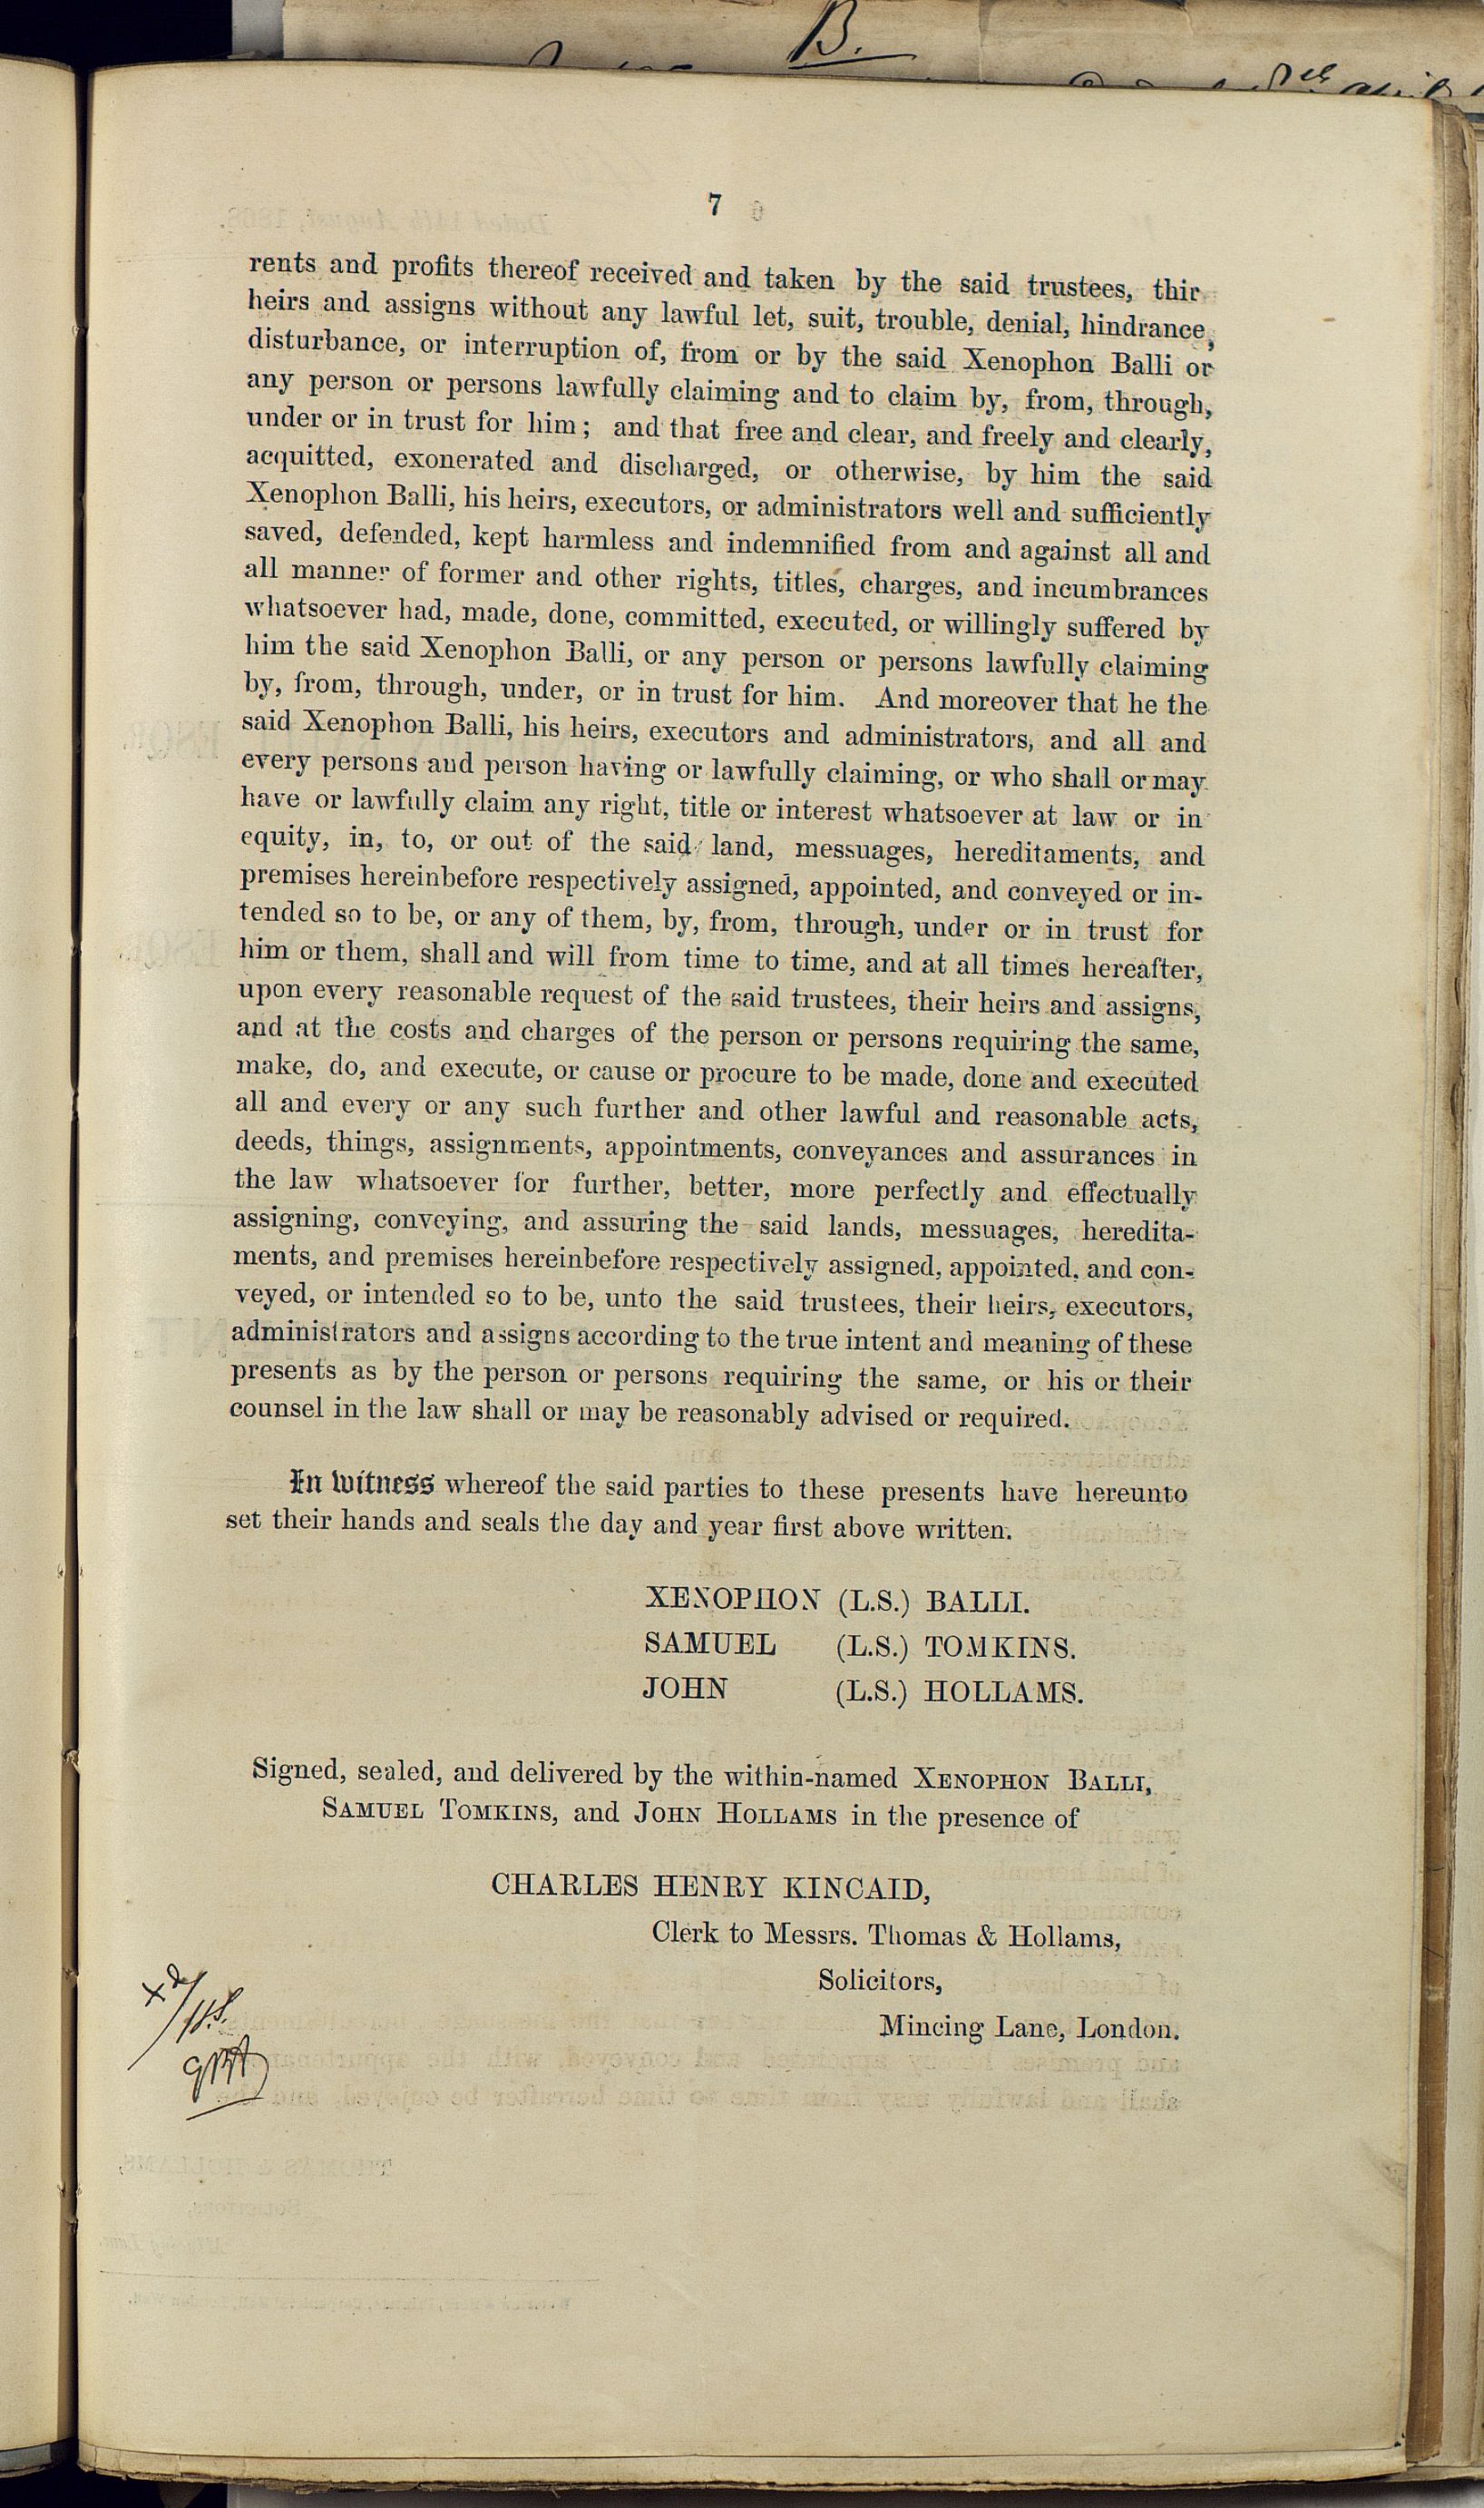 B.
7
rents and profits thereof received and taken by the said trustees, thir
heirs and assigns without any lawful let, suit, trouble, denial, hindrance,
disturbance, or interruption of, from or by the said Xenophon Balli or
any person or persons lawfully claiming and to claim by, from, through,
under or in trust for him; and that free and clear, and freely and clearly,
acquitted, exonerated and discharged, or otherwise, by him the said
Xenophon Balli, his heirs, executors, or administrators well and sufficiently
saved, defended, kept harmless and indemnified from and against all and
all manner of former and other rights, titles, charges, and incumbrances
whatsoever had, made, done, committed, executed, or willingly suffered by
him the said Xenophon Balli, or any person or persons lawfully claiming
by, from, through, under, or in trust for him. And moreover that he the
said Xenophon Balli, his heirs, executors and administrators, and all and
every persons and person having or lawfully claiming, or who shall or may
have or lawfully claim any right, title or interest whatsoever at law or in
equity, in, to, or out of the said land, messuages, hereditaments, and
premises hereinbefore respectively assigned, appointed, and conveyed or in-
tended so to be, or any of them, by, from, through, under or in trust for
him or them, shall and will from time to time, and at all times hereafter,
upon every reasonable request of the said trustees, their heirs and assigns,
and at the costs and charges of the person or persons requiring the same,
make, do, and execute, or cause or procure to be made, done and executed
all and every or any such further and other lawful and reasonable acts,
deeds, things, assignments, appointments, conveyances and assurances in
the law whatsoever for further, better, more perfectly and effectually
assigning, conveying, and assuring the said lands, messuages, heredita-
ments, and premises hereinbefore respectively assigned, appointed, and con-
veyed, or intended so to be, unto the said trustees, their heirs, executors,
administrators and assigns according to the true intent and meaning of these
presents as by the person or persons requiring the same, or his or their
counsel in the law shall or may be reasonably advised or required.
In Witness whereof the said parties to these presents have hereunto
set their hands and seals the day and year first above written.
XENOPHON (L.S.) BALLI.
SAMUEL (L.S.) TOMKINS.
JOHN (L.S.) HOLLAMS.
Signed, sealed, and delivered by the within-named XENOPHON BALLI,
SAMUEL TOMKINS, and JOHN HOLLAMS in the presence of
CHARLES HENRY KINCAID,
Clerk to Messrs. Thomas & Hollams,
Solicitors,
Mincing Lane, London.